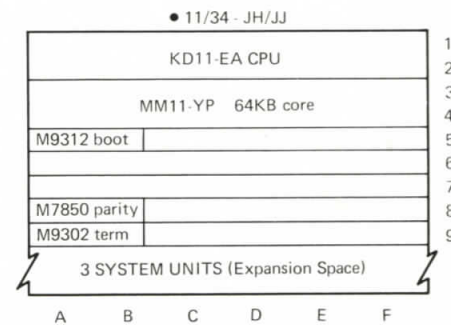 ● 11/34 - JH/JJ
KD11-EA CPU
1
2
MM11-YP 64KB core
3
4
M9312 boot
5
6
7
M7850 parity
8
M9302 term
9
3 SYSTEM UNITS (Expansion Space)
A B C D E F